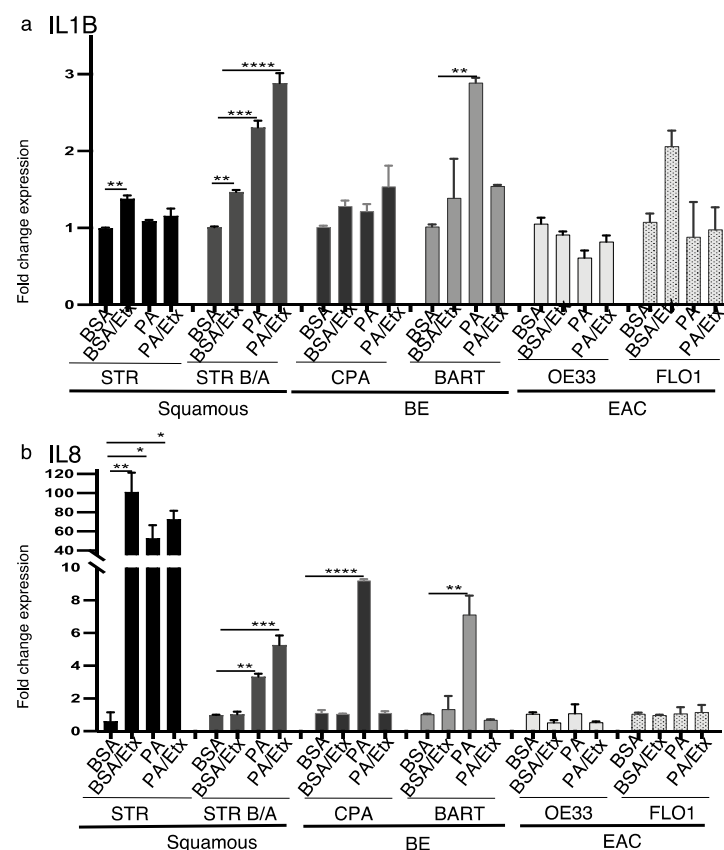 a IL1B
Fold change expression
3
2
1
0
** ** *** **** **
BSA BSA/Etx PA PA/Etx BSA BSA/Etx PA PA/Etx BSA BSA/Etx PA PA/Etx BSA BSA/Etx PA PA/Etx BSA BSA/Etx PA PA/Etx BSA BSA/Etx PA PA/Etx
STR STR B/A CPA BART OE33 FLO1
Squamous BE EAC
b IL8
Fold change expression
120
100
80
60
40
10
8
6
4
2
0
** * * ** *** **** **
BSA BSA/Etx PA PA/Etx BSA BSA/Etx PA PA/Etx BSA BSA/Etx PA PA/Etx BSA BSA/Etx PA PA/Etx BSA BSA/Etx PA PA/Etx BSA BSA/Etx PA PA/Etx
STR STR B/A CPA BART OE33 FLO1
Squamous BE EAC